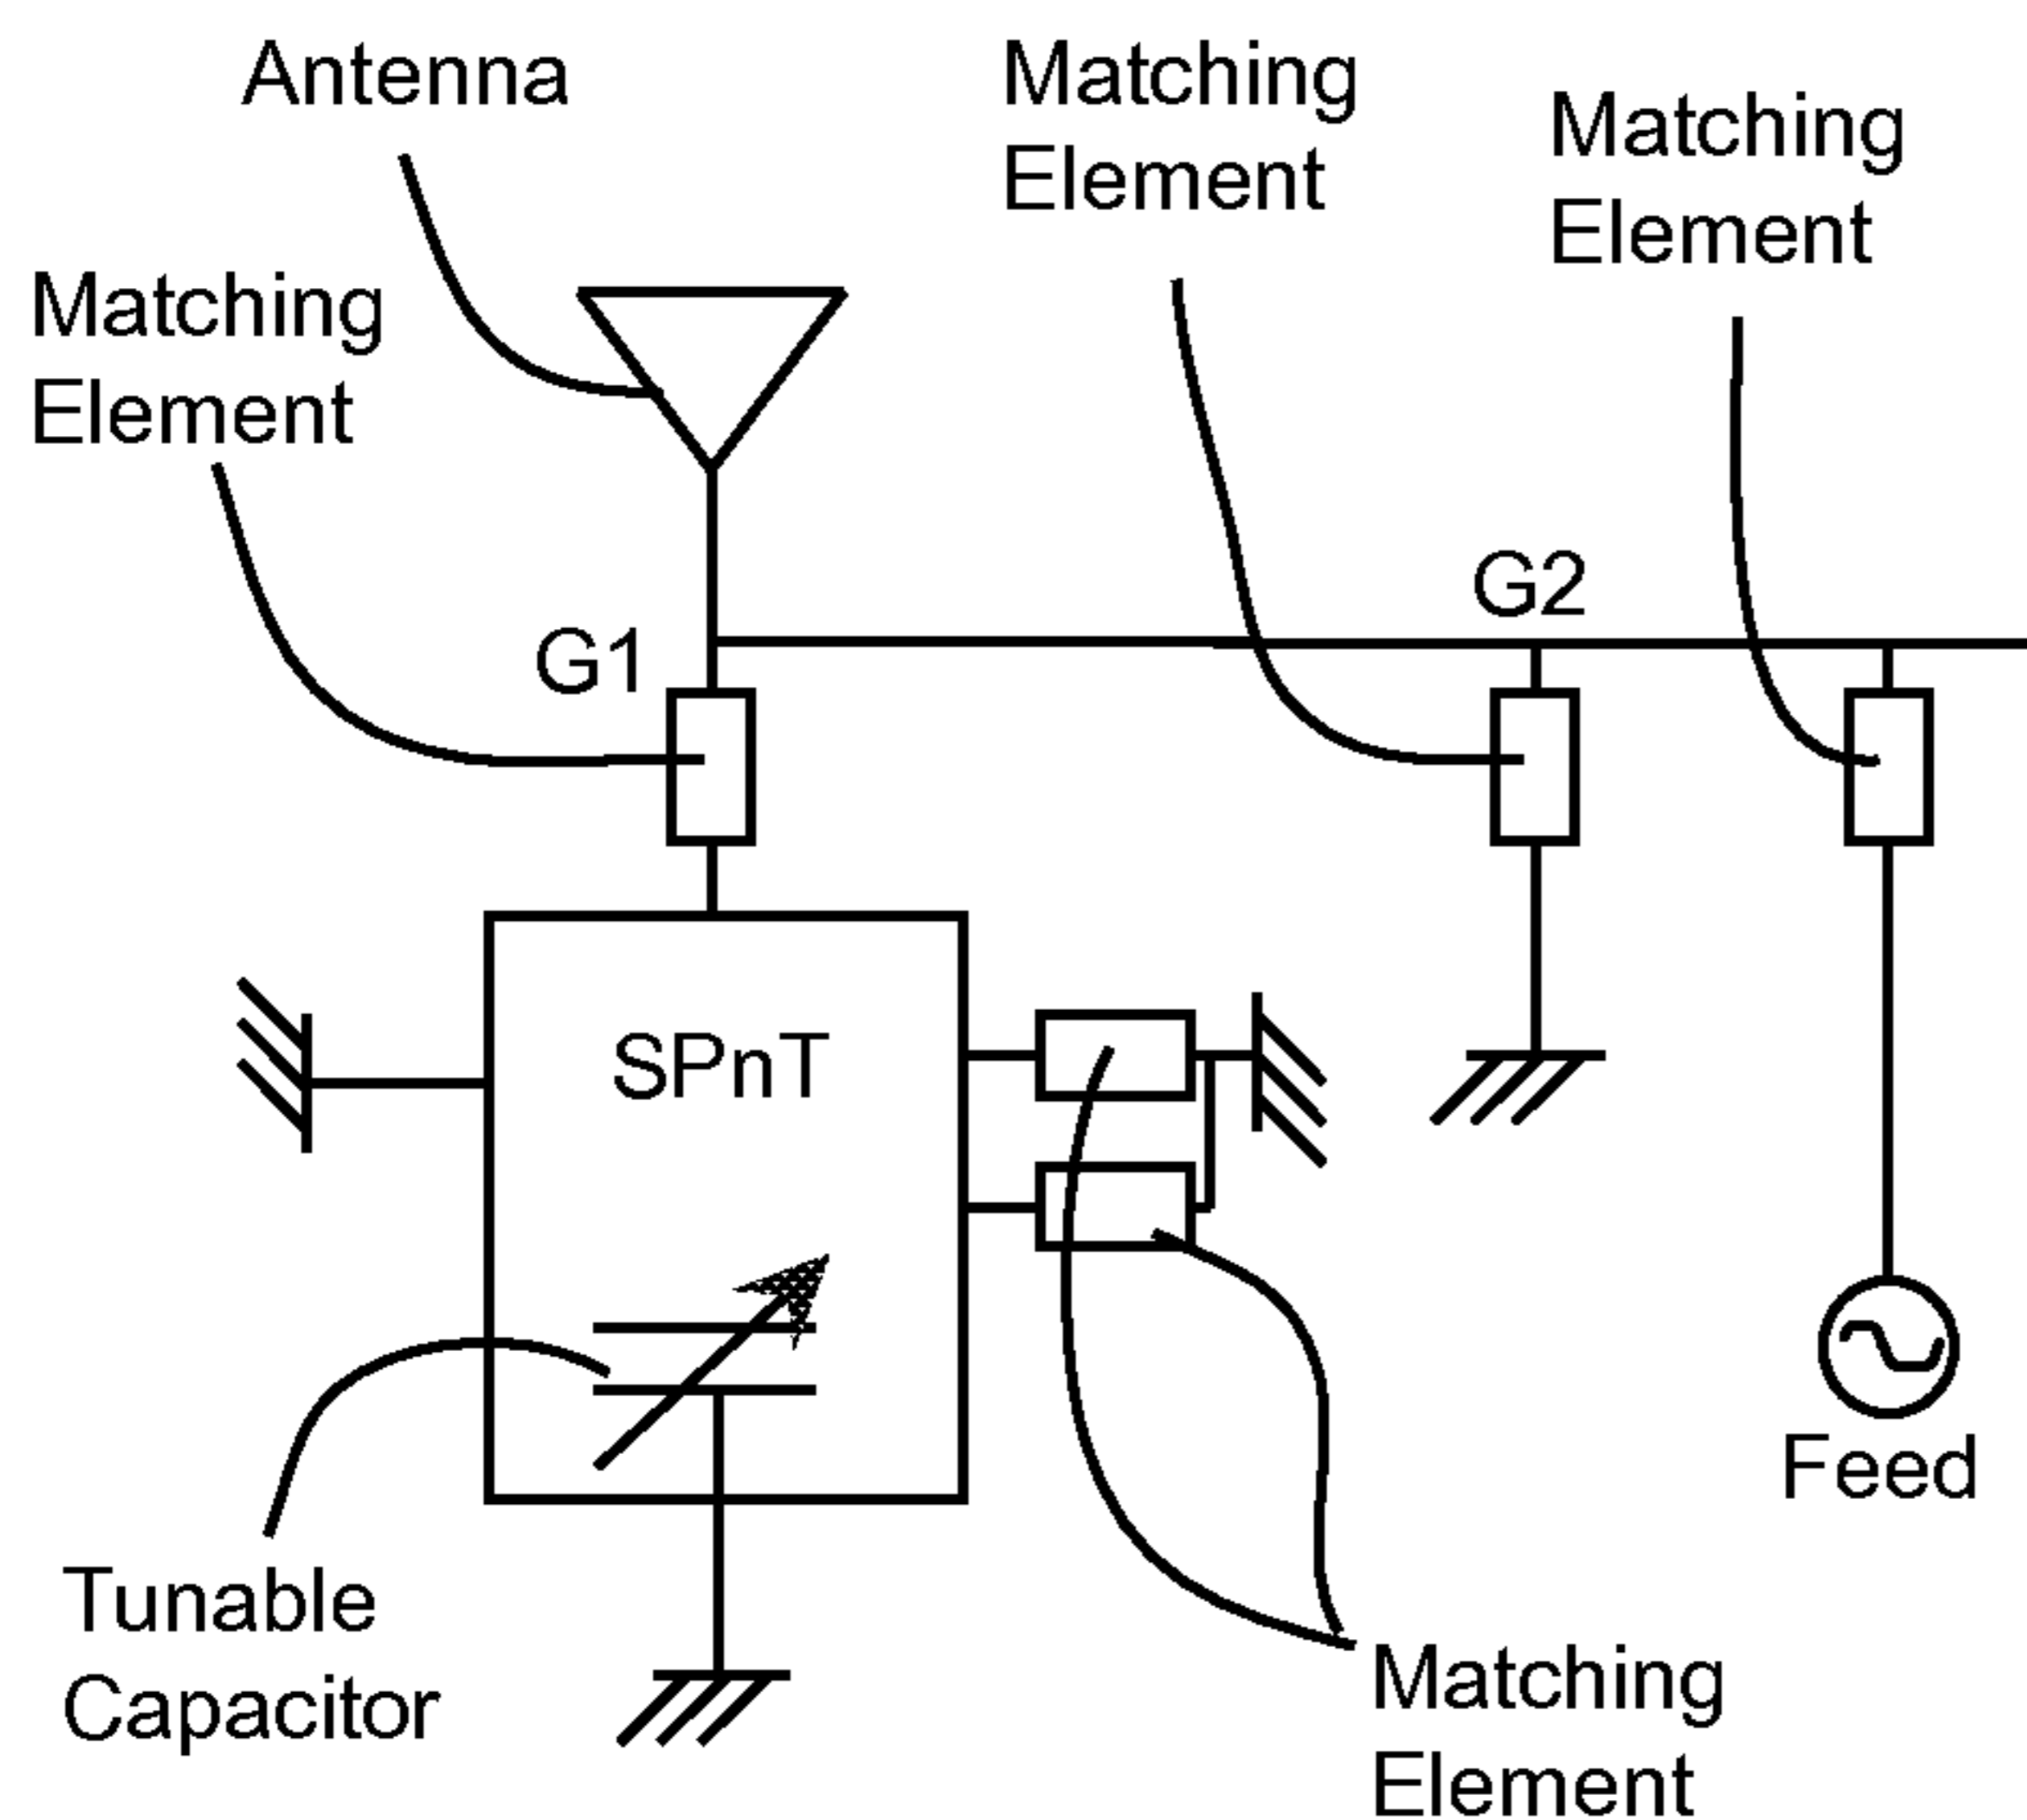 Antenna
Matching
Element
Matching
Element
Matching
Element
G1
G2
SPnT
Feed
Tunable
Capacitor
Matching
Element